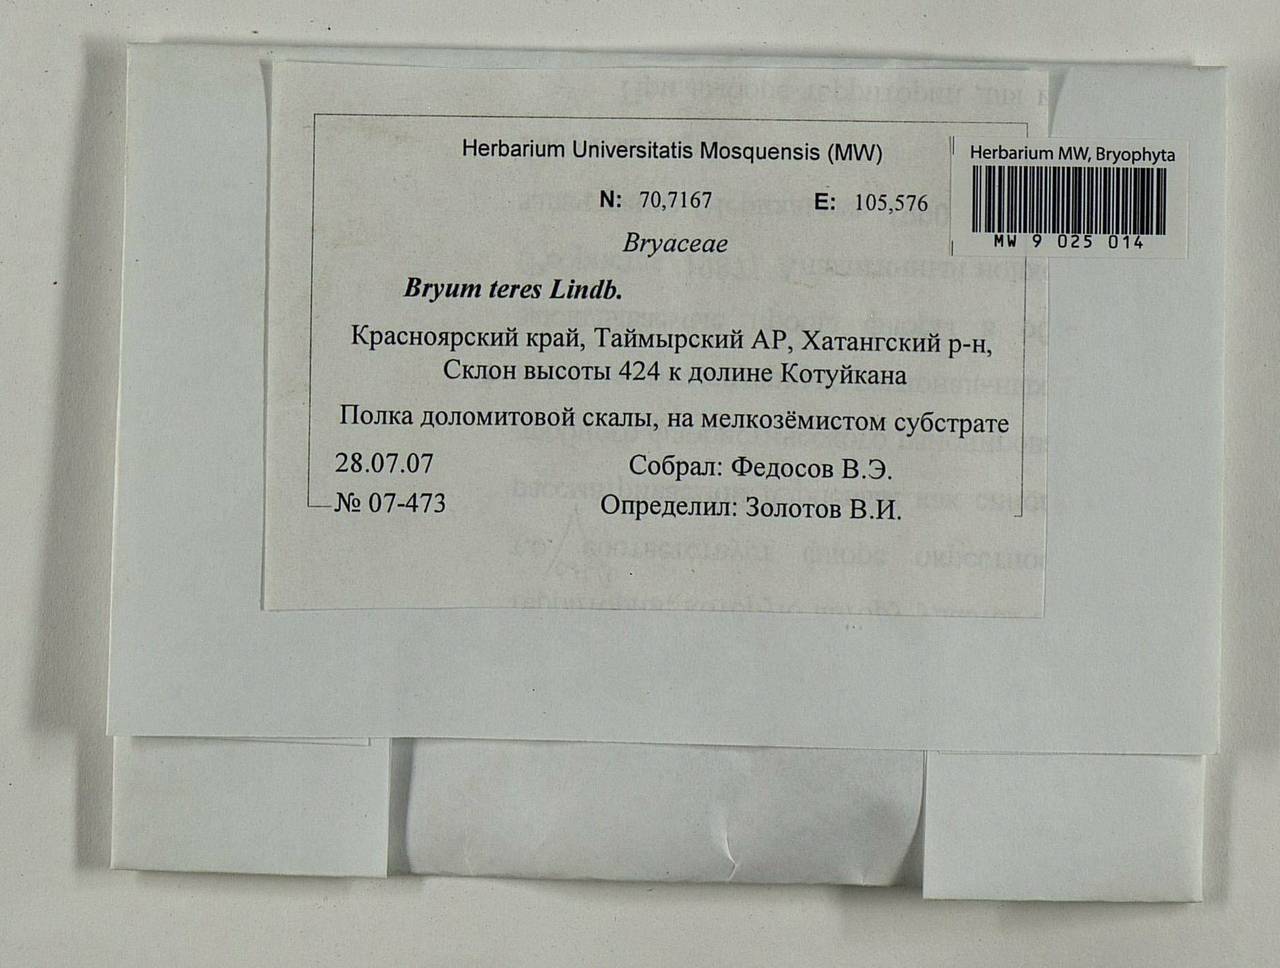 Herbarium Universitatis Mosquensis (MW)
N: 70,7167 E: 105,576
Bryaceae
Bryum teres Lindb.
Красноярский край, Таймырский АР, Хатангский р-н,
Склон высоты 424 к долине Котуйкана
Полка доломитовой скалы, на мелкозёмистом субстрате
28.07.07 Собрал: Федосов В.Э.
№ 07-473 Определил: Золотов В.И.
Herbarium MW, Bryophyta
MW 9 025 014